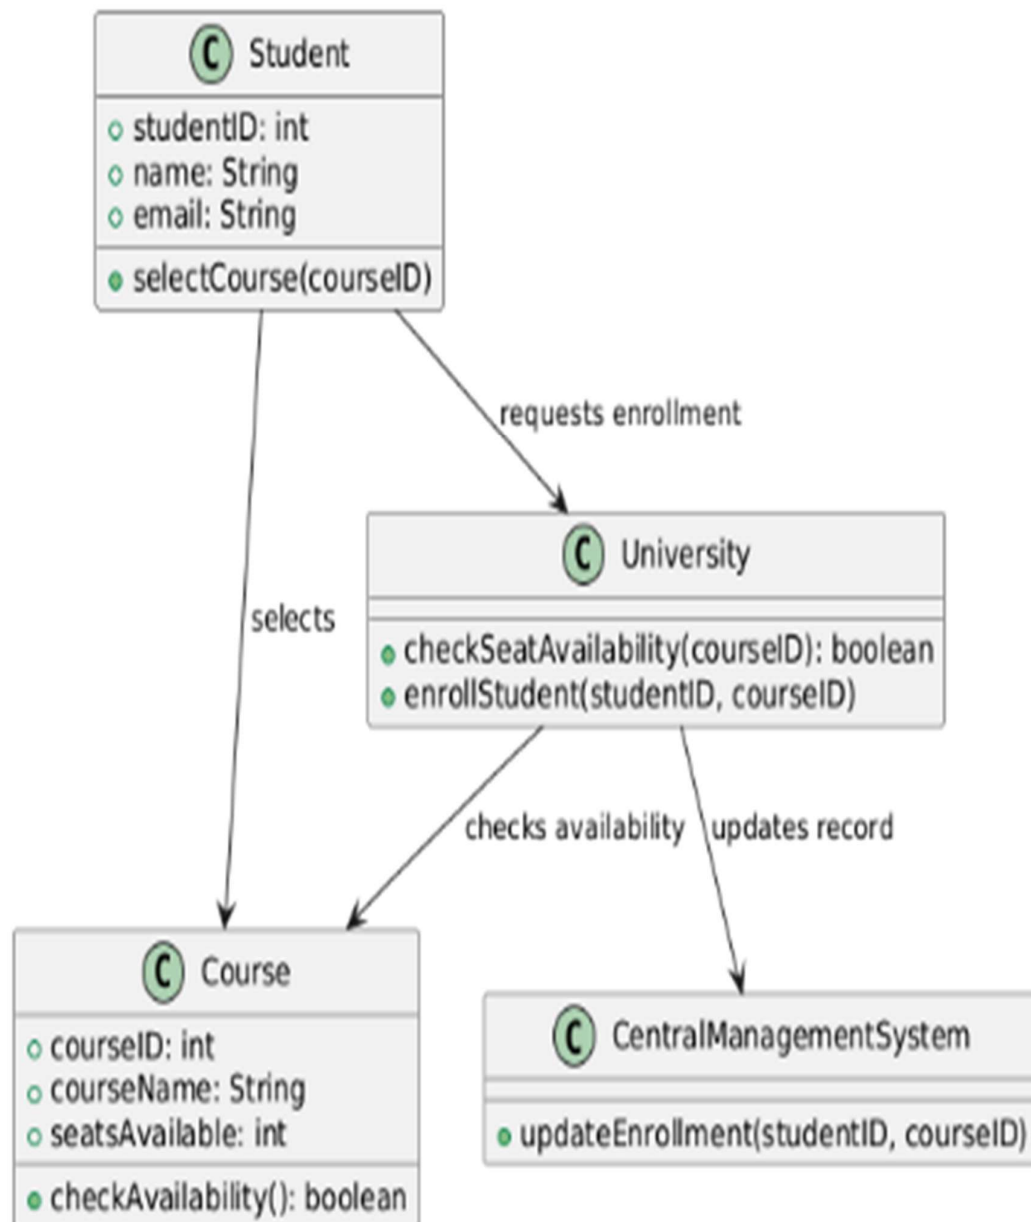 C Student
studentID: int
name: String
email: String
selectCourse(courseID)
requests enrollment
C University
checkSeatAvailability(courseID): boolean
enrollStudent(studentID, courseID)
selects
checks availability
updates record
C Course
courseID: int
courseName: String
seatsAvailable: int
checkAvailability(): boolean
C CentralManagementSystem
updateEnrollment(studentID, courseID)